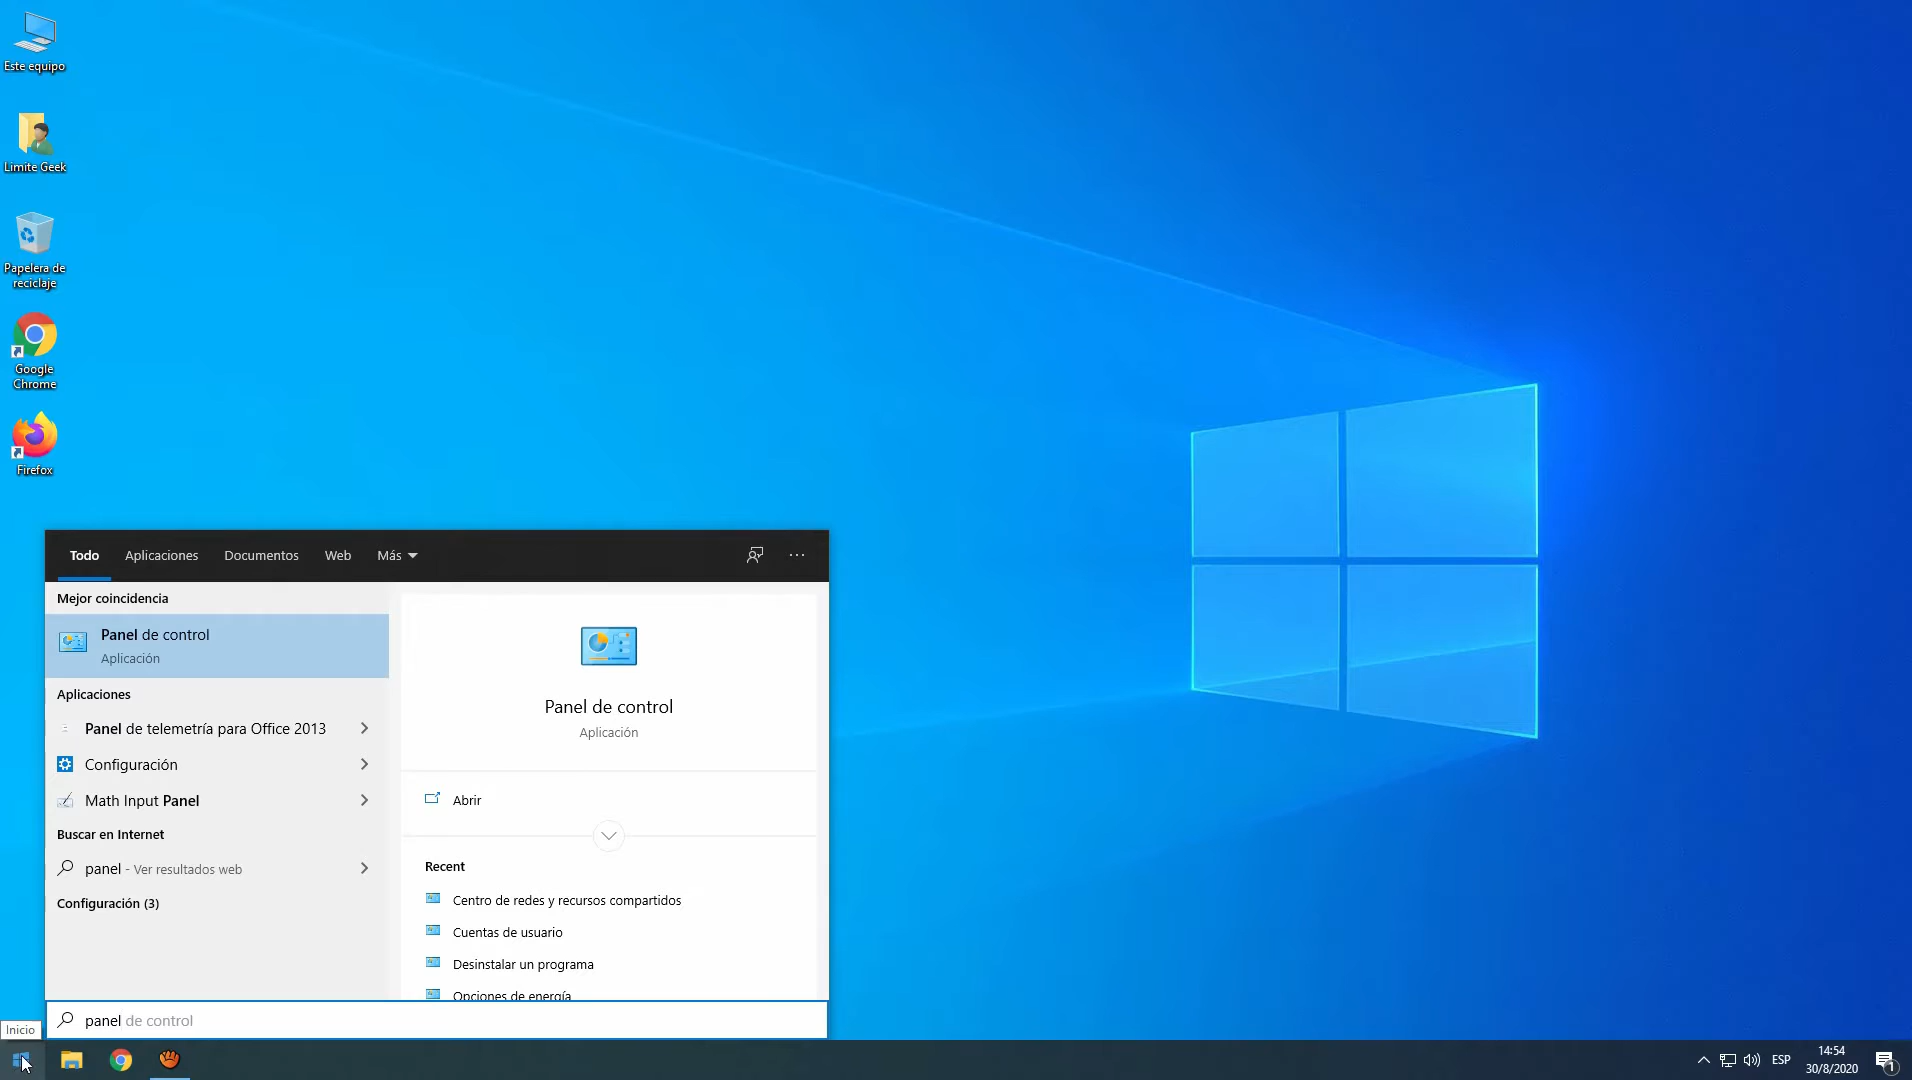 Este equipo
Limite Geek
Papelera de
reciclaje
Google
Chrome
Firefox
Todo
Aplicaciones
Documentos
Web
Más
Mejor coincidencia
Panel de control
Aplicación
Aplicaciones
Panel de telemetría para Office 2013
Configuración
Math Input Panel
Buscar en Internet
panel - Ver resultados web
Configuración (3)
Panel de control
Aplicación
Abrir
Recent
Centro de redes y recursos compartidos
Cuentas de usuario
Desinstalar un programa
Opciones de energía
panel de control
Inicio
ESP
14:54
30/8/2020
1